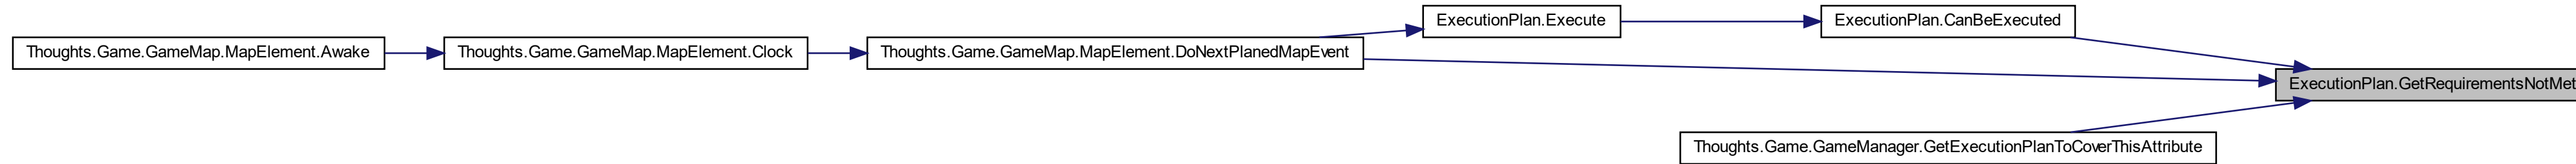 ExecutionPlan.Execute
ExecutionPlan.CanBeExecuted
Thoughts.Game.GameMap.MapElement.Awake
Thoughts.Game.GameMap.MapElement.Clock
Thoughts.Game.GameMap.MapElement.DoNextPlanedMapEvent
ExecutionPlan.GetRequirementsNotMet
Thoughts.Game.GameManager.GetExecutionPlanToCoverThisAttribute